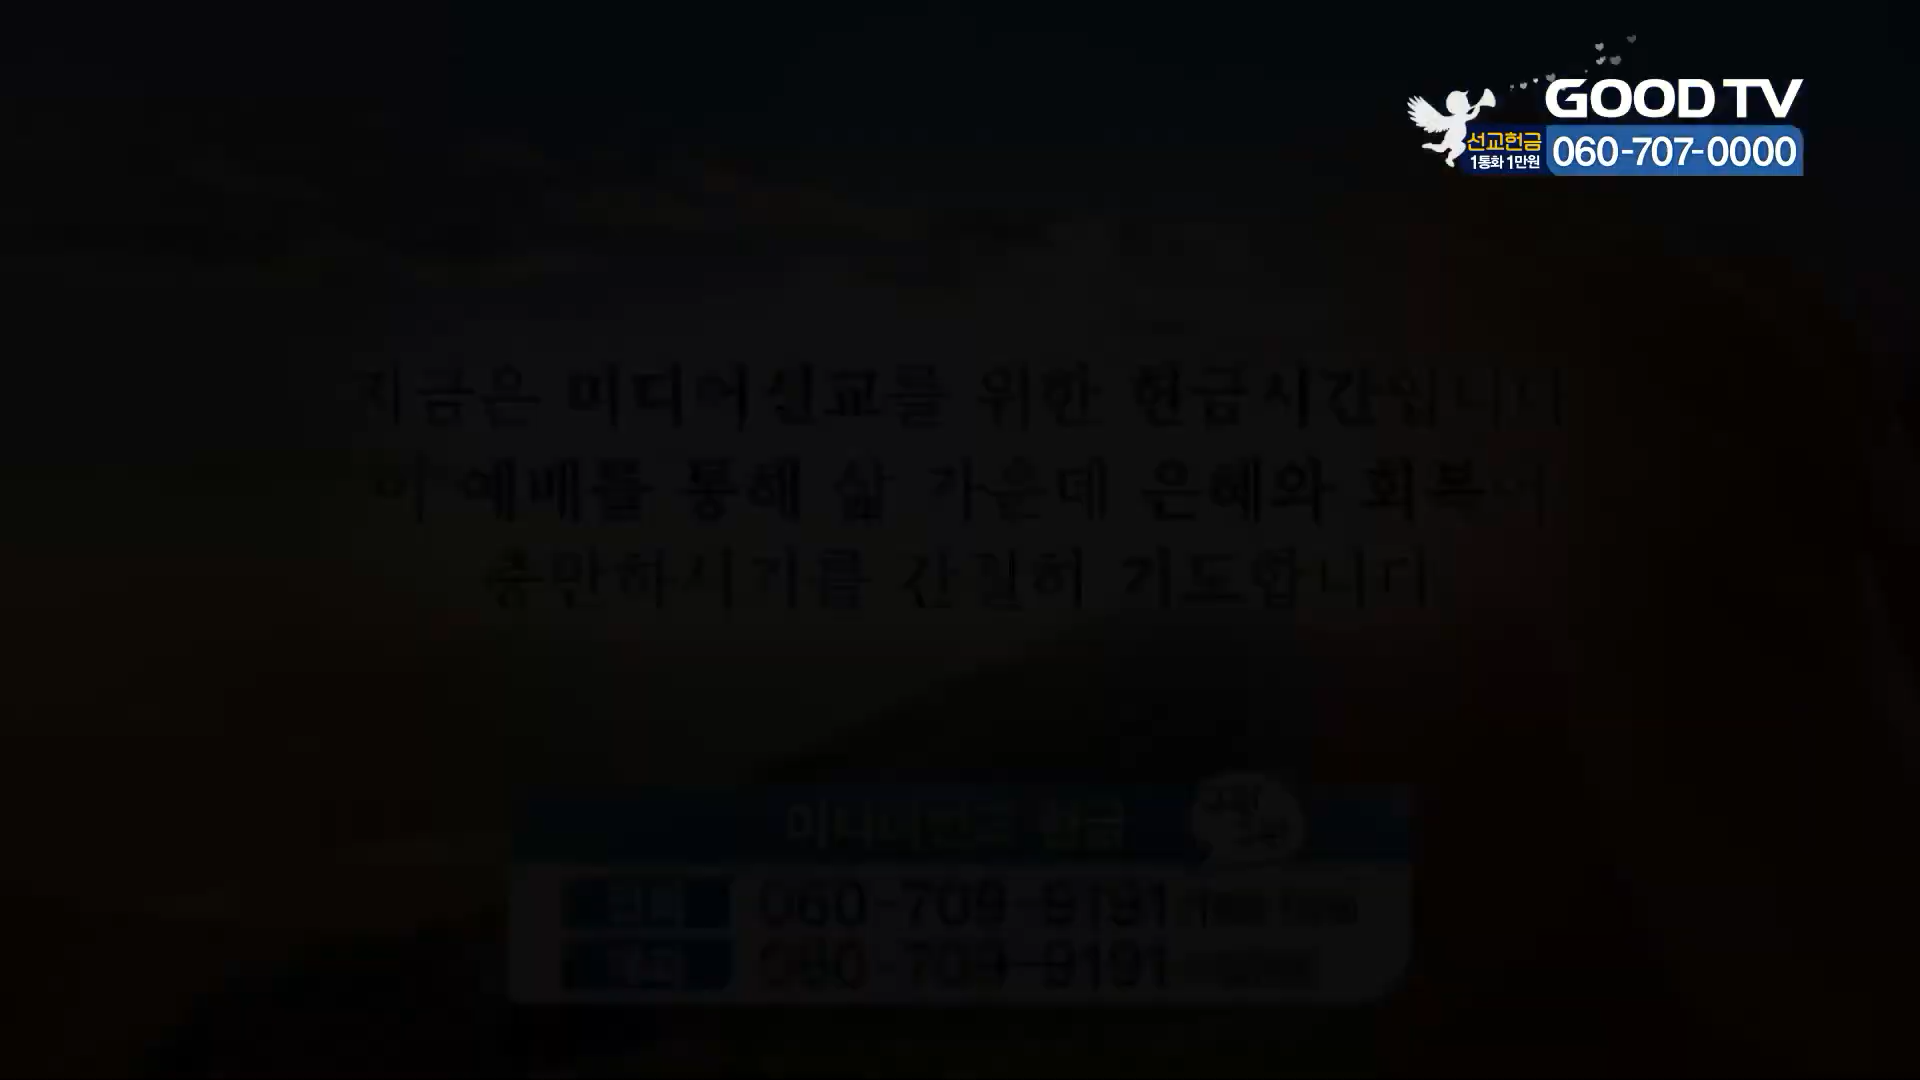 GOOD TV
선교헌금
1통화 1만원
060-707-0000
지금은 미디어선교를 위한 헌금시간입니다
이 예배를 통해 삶 가운데 은혜와 회복이
충만하시기를 간절히 기도합니다
헌금
060-709-9191
080-709-9191